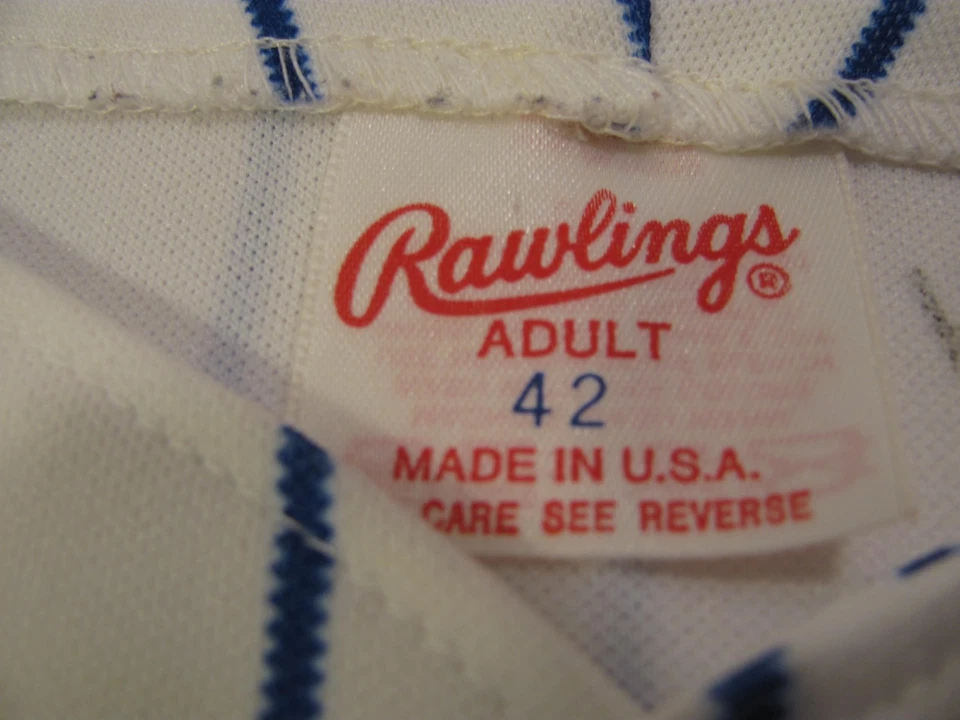 Rawlings®
ADULT
42
MADE IN U.S.A.
CARE SEE REVERSE